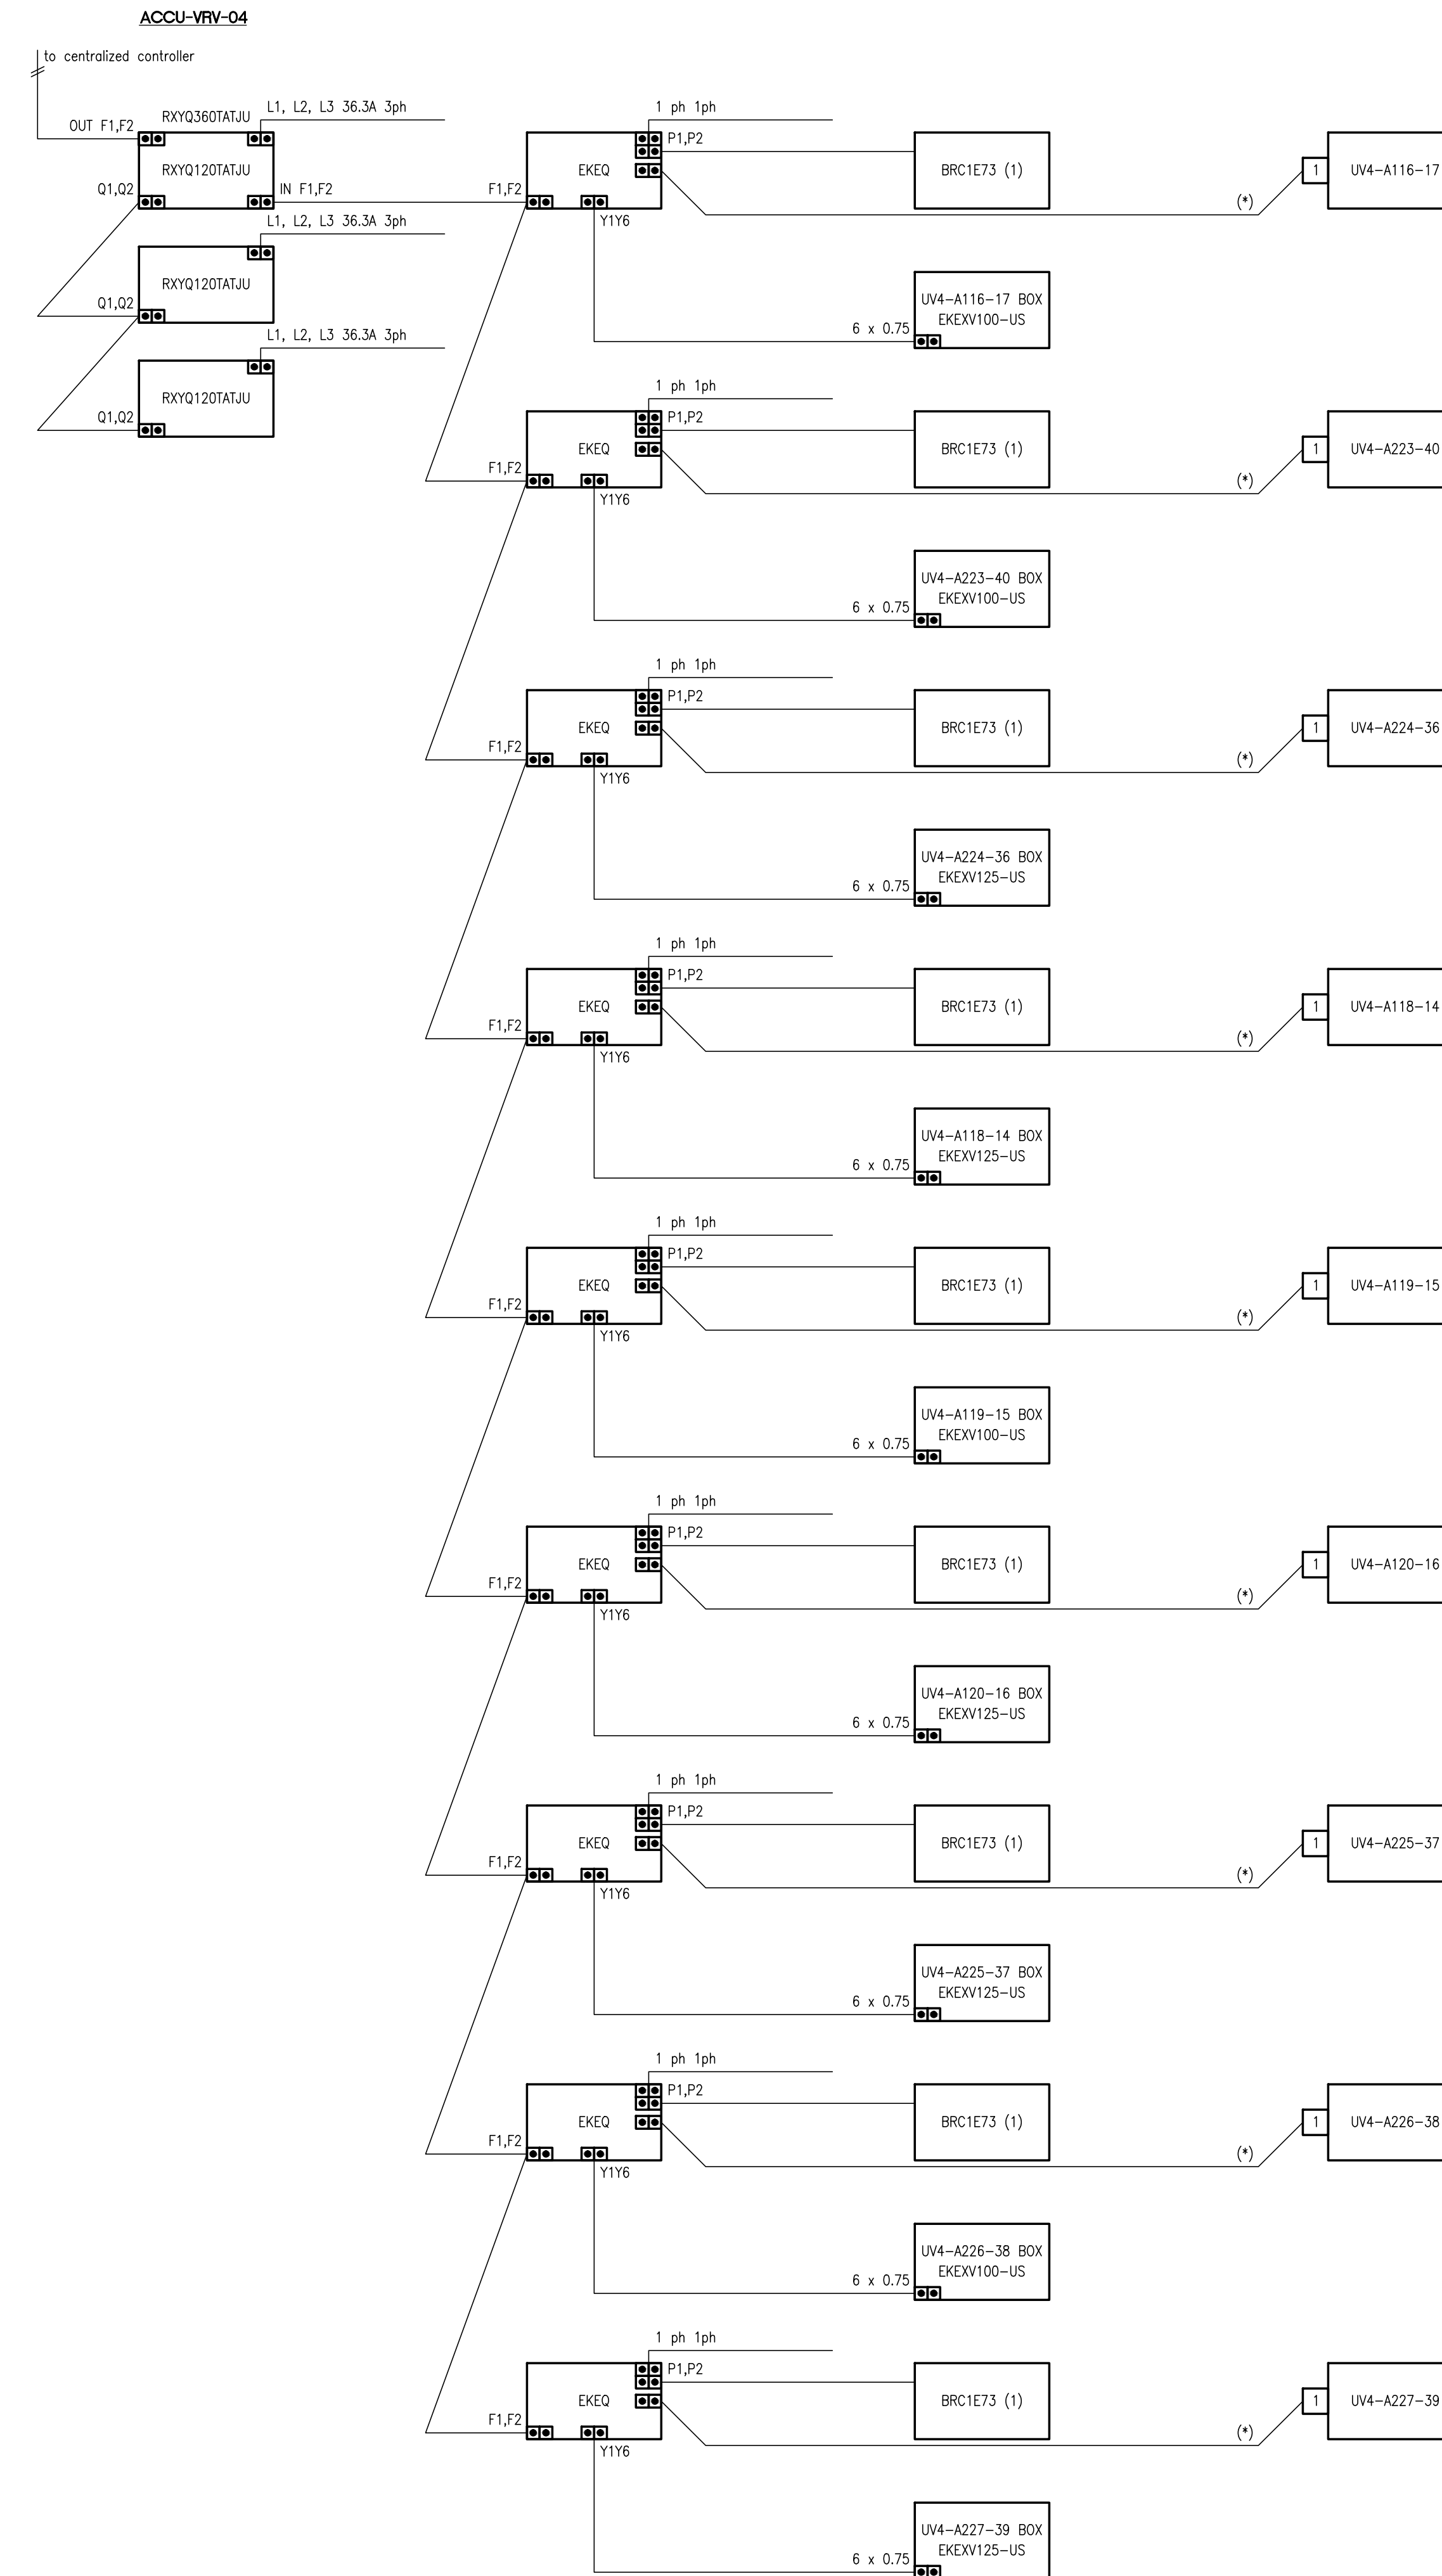 ACCU-VRV-04
to centralized controller
RXYQ360TATJU
L1, L2, L3 36.3A 3ph
OUT F1,F2
RXYQ120TATJU
Q1,Q2
IN F1,F2
L1, L2, L3 36.3A 3ph
RXYQ120TATJU
Q1,Q2
L1, L2, L3 36.3A 3ph
RXYQ120TATJU
Q1,Q2
1 ph 1ph
P1,P2
EKEQ
BRC1E73 (1)
1
UV4-A116-17
F1,F2
(*)
Y1Y6
UV4-A116-17 BOX
EKEXV100-US
6 x 0.75
1 ph 1ph
P1,P2
EKEQ
BRC1E73 (1)
1
UV4-A223-40
F1,F2
(*)
Y1Y6
UV4-A223-40 BOX
EKEXV100-US
6 x 0.75
1 ph 1ph
P1,P2
EKEQ
BRC1E73 (1)
1
UV4-A224-36
F1,F2
(*)
Y1Y6
UV4-A224-36 BOX
EKEXV125-US
6 x 0.75
1 ph 1ph
P1,P2
EKEQ
BRC1E73 (1)
1
UV4-A118-14
F1,F2
(*)
Y1Y6
UV4-A118-14 BOX
EKEXV125-US
6 x 0.75
1 ph 1ph
P1,P2
EKEQ
BRC1E73 (1)
1
UV4-A119-15
F1,F2
(*)
Y1Y6
UV4-A119-15 BOX
EKEXV100-US
6 x 0.75
1 ph 1ph
P1,P2
EKEQ
BRC1E73 (1)
1
UV4-A120-16
F1,F2
(*)
Y1Y6
UV4-A120-16 BOX
EKEXV125-US
6 x 0.75
1 ph 1ph
P1,P2
EKEQ
BRC1E73 (1)
1
UV4-A225-37
F1,F2
(*)
Y1Y6
UV4-A225-37 BOX
EKEXV125-US
6 x 0.75
1 ph 1ph
P1,P2
EKEQ
BRC1E73 (1)
1
UV4-A226-38
F1,F2
(*)
Y1Y6
UV4-A226-38 BOX
EKEXV100-US
6 x 0.75
1 ph 1ph
P1,P2
EKEQ
BRC1E73 (1)
1
UV4-A227-39
F1,F2
(*)
Y1Y6
UV4-A227-39 BOX
EKEXV125-US
6 x 0.75